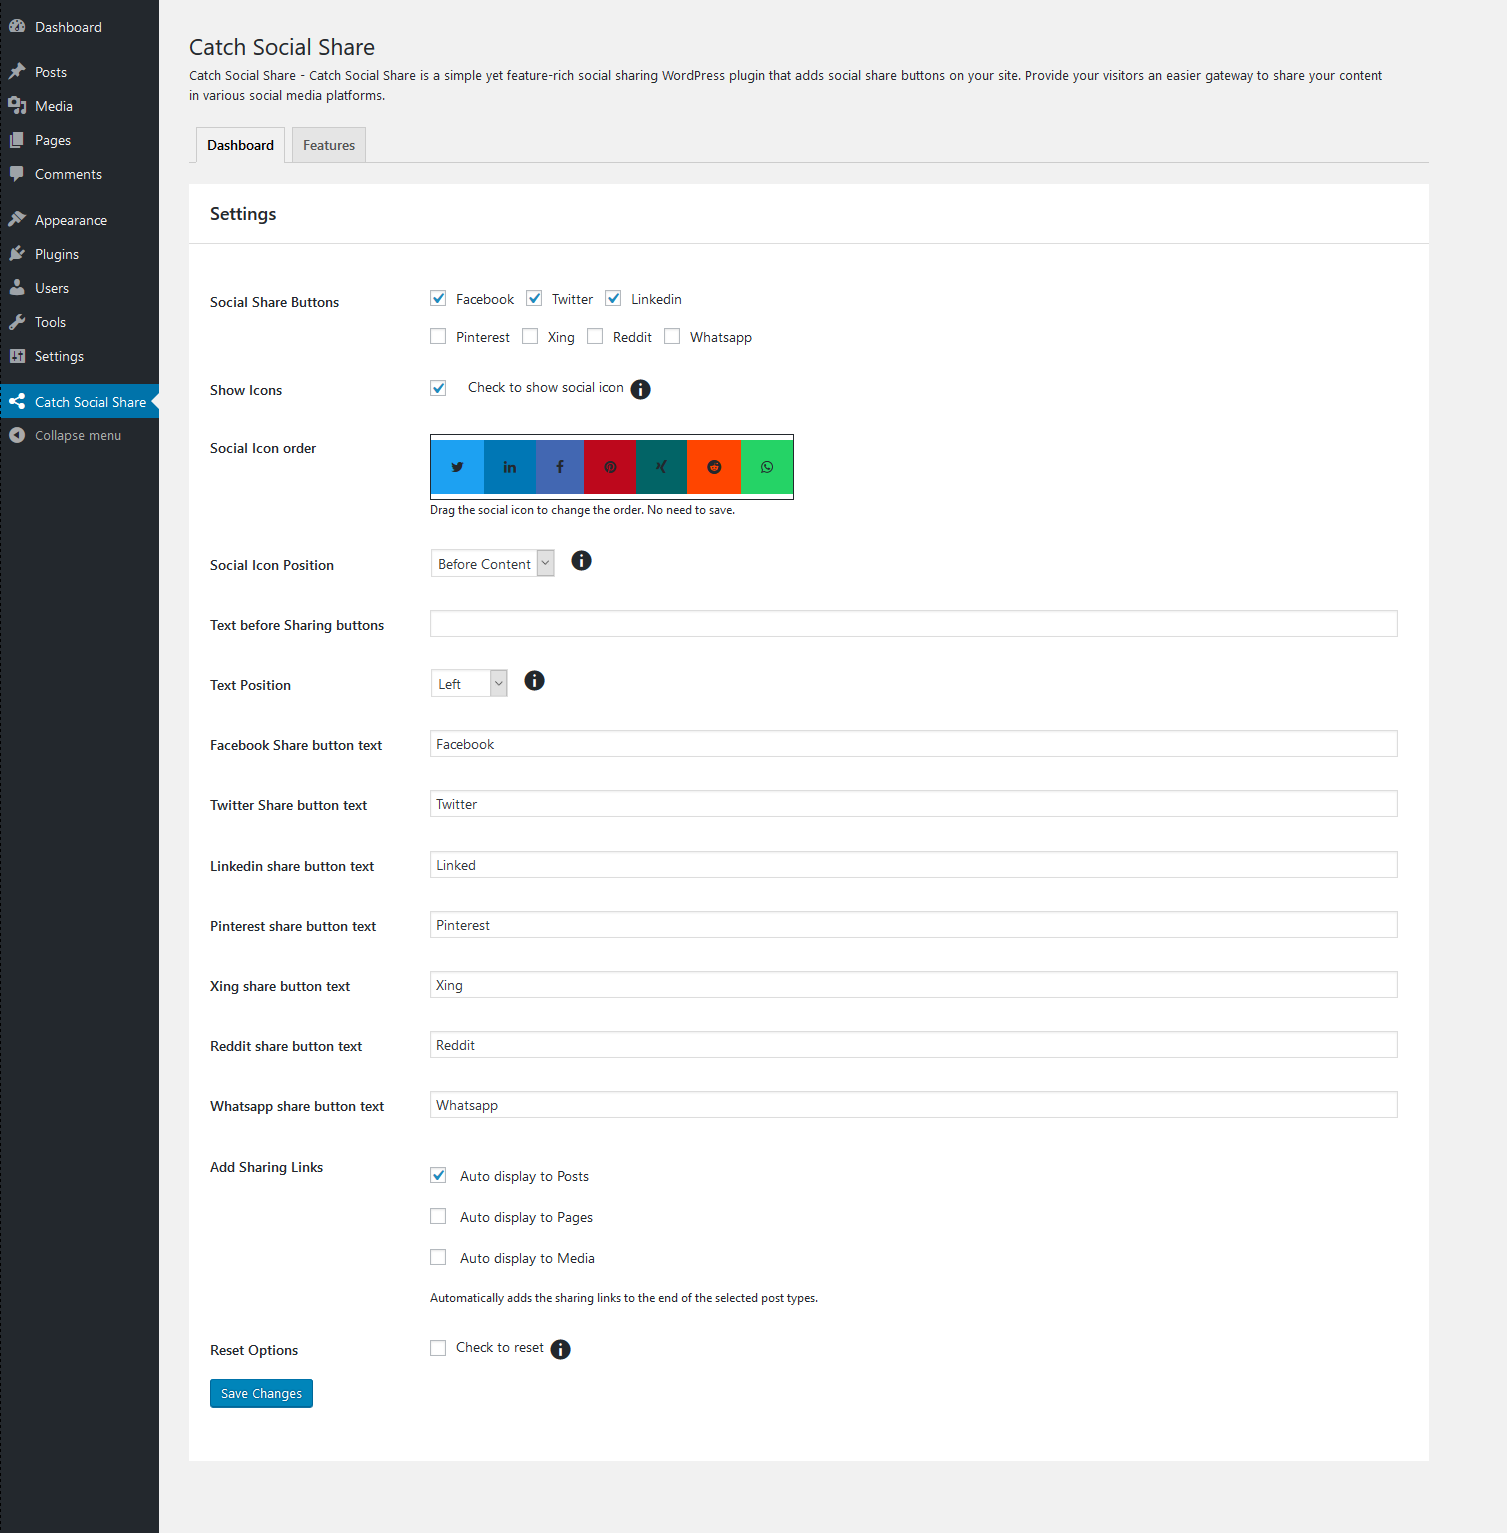 Dashboard
Posts
Media
Pages
Comments
Appearance
Plugins
Users
Tools
Settings
Catch Social Share
Collapse menu
Catch Social Share
Catch Social Share - Catch Social Share is a simple yet feature-rich social sharing WordPress plugin that adds social share buttons on your site. Provide your visitors an easier gateway to share your content
in various social media platforms.
Dashboard Features
Settings
Social Share Buttons Facebook Twitter Linkedin
Pinterest Xing Reddit Whatsapp
Show Icons Check to show social icon
Social Icon order
Drag the social icon to change the order. No need to save.
Social Icon Position Before Content
Text before Sharing buttons
Text Position Left
Facebook Share button text Facebook
Twitter Share button text Twitter
Linkedin share button text Linked
Pinterest share button text Pinterest
Xing share button text Xing
Reddit share button text Reddit
Whatsapp share button text Whatsapp
Add Sharing Links Auto display to Posts
Auto display to Pages
Auto display to Media
Automatically adds the sharing links to the end of the selected post types.
Reset Options Check to reset
Save Changes